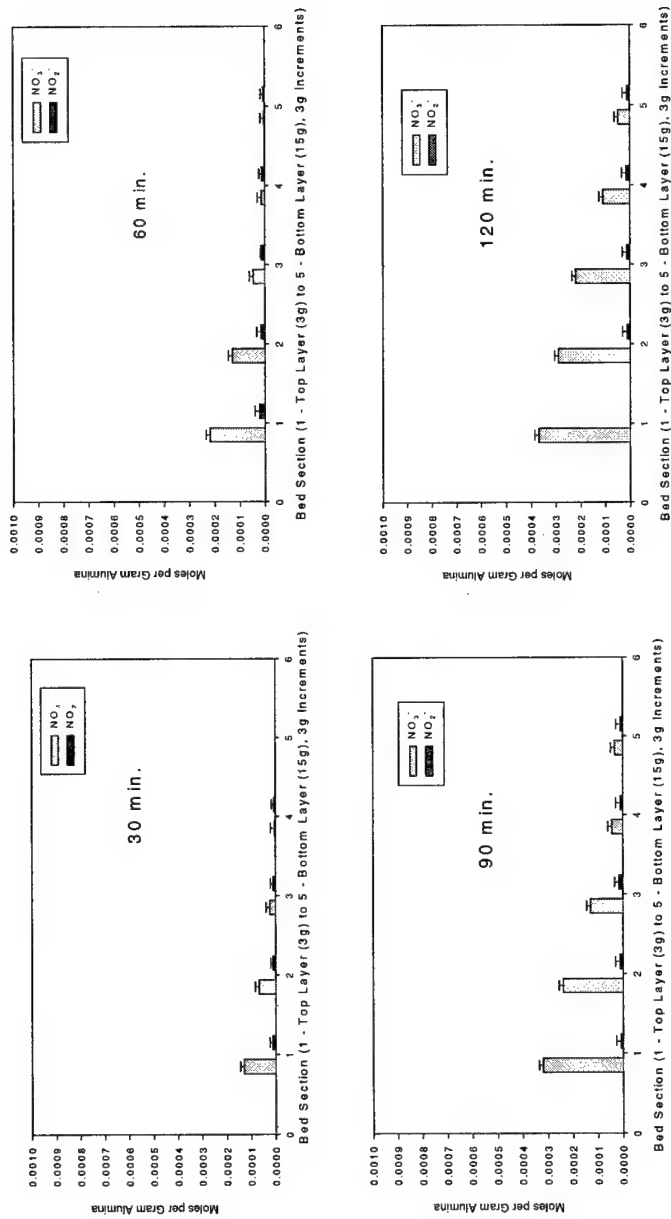 30 min.
NO₃⁻
NO₂⁻
Moles per Gram Alumina
0.0010
0.0009
0.0008
0.0007
0.0006
0.0005
0.0004
0.0003
0.0002
0.0001
0.0000
0 1 2 3 4 5 6
Bed Section (1 - Top Layer (3g) to 5 - Bottom Layer (15g), 3g Increments)
60 min.
NO₃⁻
NO₂⁻
Moles per Gram Alumina
0.0010
0.0009
0.0008
0.0007
0.0006
0.0005
0.0004
0.0003
0.0002
0.0001
0.0000
0 1 2 3 4 5 6
Bed Section (1 - Top Layer (3g) to 5 - Bottom Layer (15g), 3g Increments)
90 min.
NO₃⁻
NO₂⁻
Moles per Gram Alumina
0.0010
0.0009
0.0008
0.0007
0.0006
0.0005
0.0004
0.0003
0.0002
0.0001
0.0000
0 1 2 3 4 5 6
Bed Section (1 - Top Layer (3g) to 5 - Bottom Layer (15g), 3g Increments)
120 min.
NO₃⁻
NO₂⁻
Moles per Gram Alumina
0.0010
0.0009
0.0008
0.0007
0.0006
0.0005
0.0004
0.0003
0.0002
0.0001
0.0000
0 1 2 3 4 5 6
Bed Section (1 - Top Layer (3g) to 5 - Bottom Layer (15g), 3g Increments)